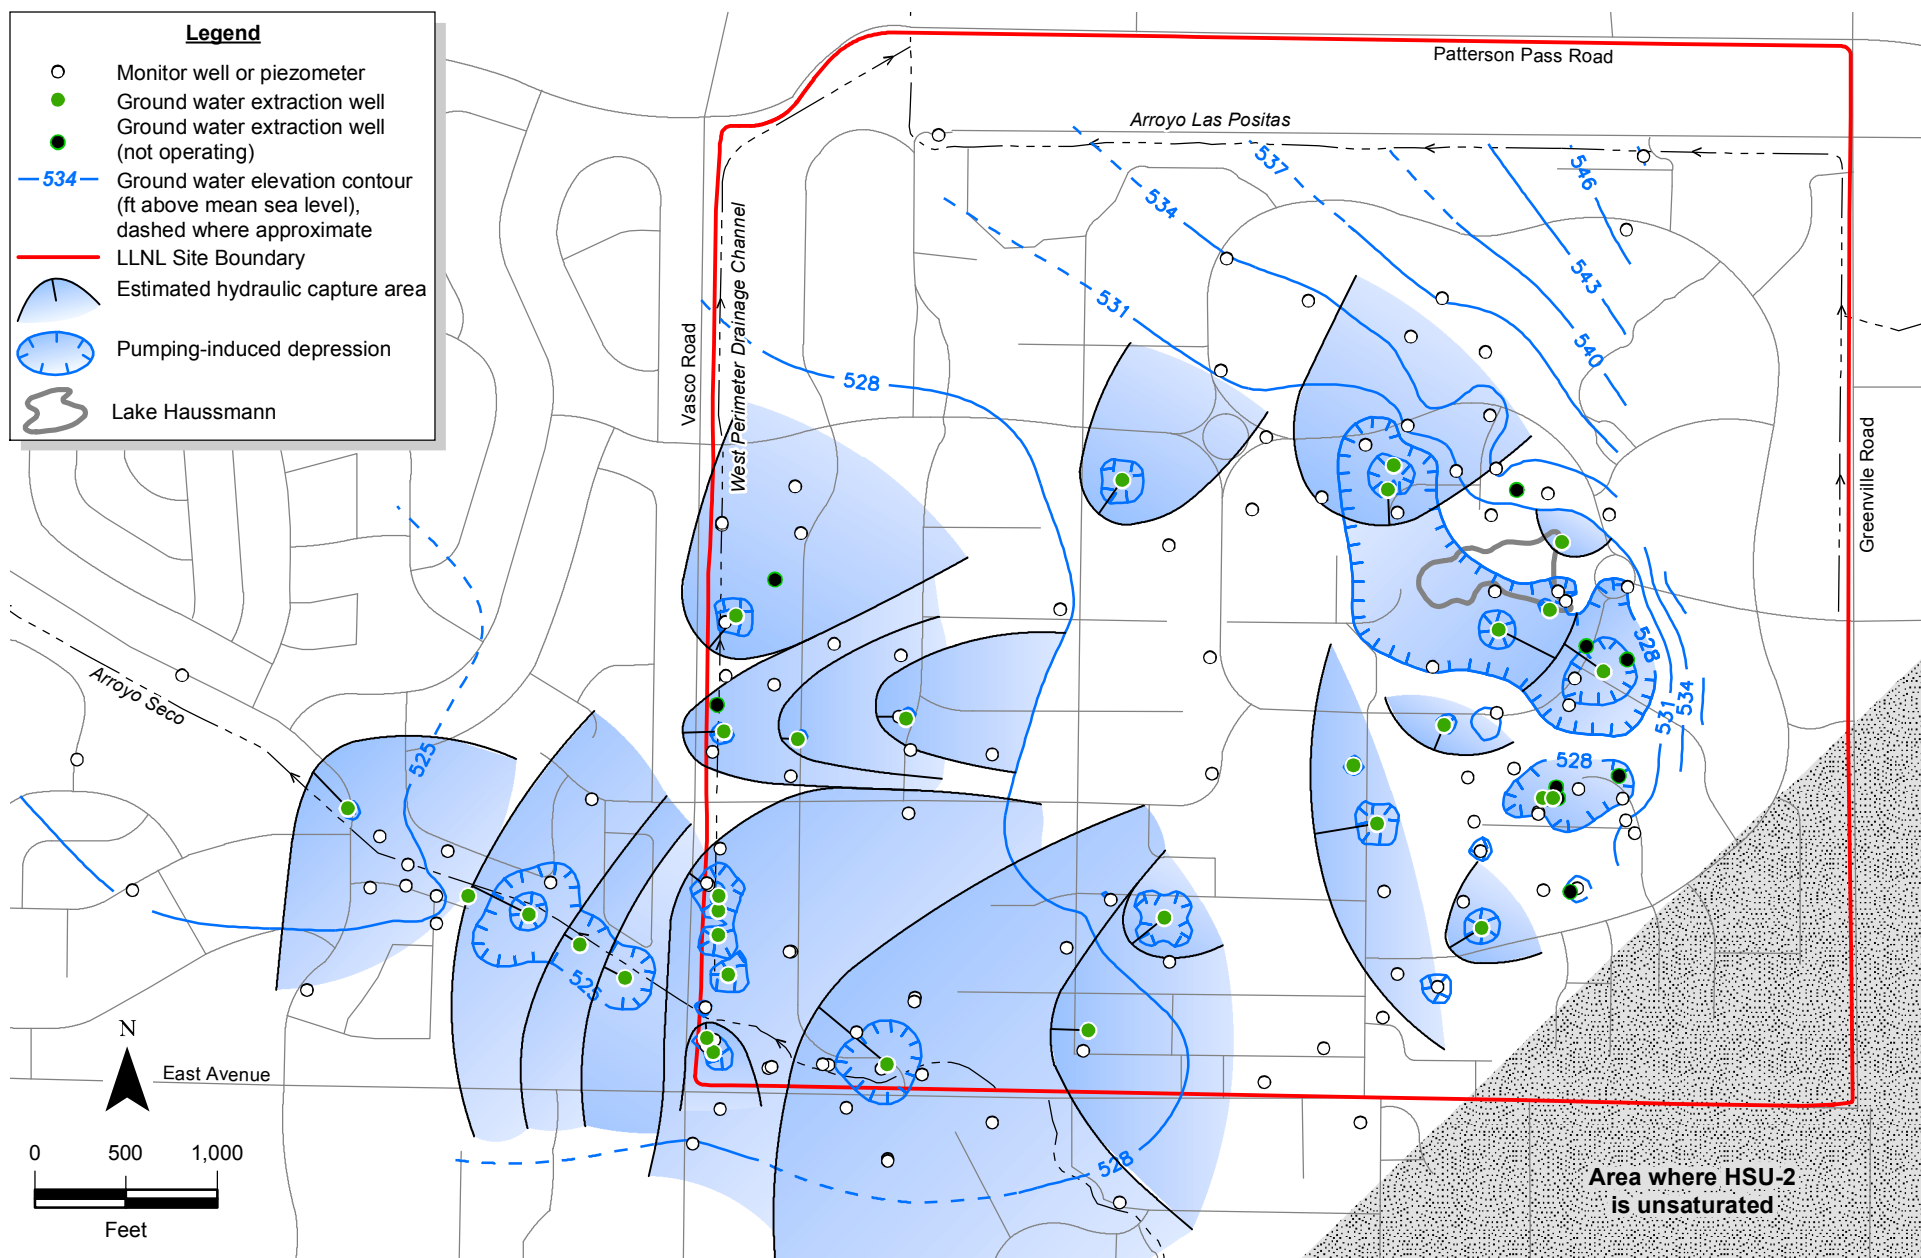 Legend
Monitor well or piezometer
Ground water extraction well
Ground water extraction well
(not operating)
534
Ground water elevation contour
(ft above mean sea level),
dashed where approximate
LLNL Site Boundary
Estimated hydraulic capture area
Pumping-induced depression
Lake Haussmann
Patterson Pass Road
Arroyo Las Positas
537
546
534
543
531
540
528
West Perimeter Drainage Channel
Vasco Road
Greenville Road
Arroyo Seco
525
528
531
534
528
525
528
N
East Avenue
0 500 1,000
Feet
Area where HSU-2
is unsaturated